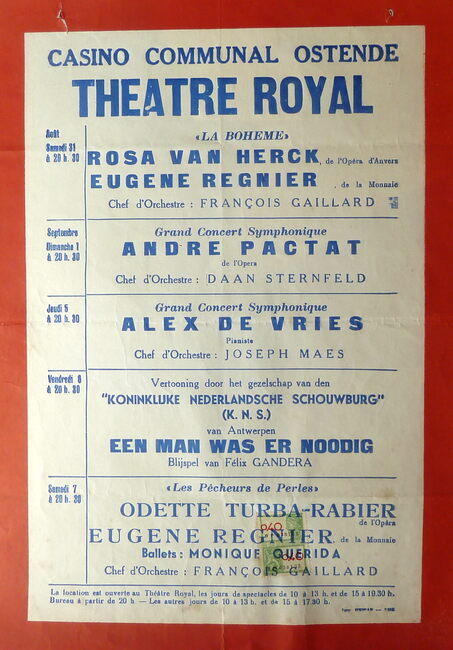 CASINO COMMUNAL OSTENDE
THEATRE ROYAL
Août
Samedi 31
à 20 h. 30
«LA BOHEME»
ROSA VAN HERCK, de l'Opéra d'Anvers
EUGENE REGNIER, de la Monnaie
Chef d'Orchestre : FRANÇOIS GAILLARD
Septembre
Dimanche 1
à 20 h. 30
Grand Concert Symphonique
ANDRE PACTAT
de l'Opera
Chef d'Orchestre : DAAN STERNFELD
Jeudi 5
à 20 h. 30
Grand Concert Symphonique
ALEX DE VRIES
Pianiste
Chef d'Orchestre : JOSEPH MAES
Vendredi 6
à 20 h. 30
Vertooning door het gezelschap van den
"KONINKLIJKE NEDERLANDSCHE SCHOUWBURG"
(K. N. S.)
van Antwerpen
EEN MAN WAS ER NOODIG
Blijspel van Félix GANDERA
Samedi 7
à 20 h. 30
«Les Pêcheurs de Perles»
ODETTE TURBA-RABIER
de l'Opéra
EUGENE REGNIER, de la Monnaie
Ballets : MONIQUE QUERIDA
Chef d'Orchestre : FRANÇOIS GAILLARD
0040
040
La location est ouverte au Théatre Royal, les jours de spectacles de 10 à 13 h. et de 15 à 19.30 h.
Bureau à partir de 20 h — Les autres jours de 10 à 13 h. et de 15 à 17.30 h.